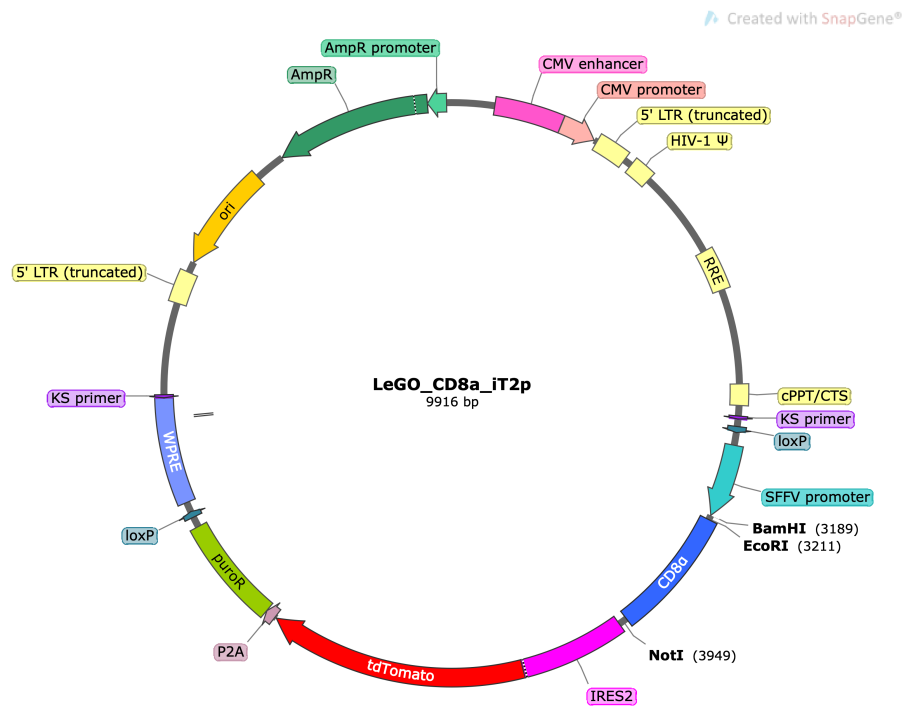 Created with SnapGene®
AmpR promoter
AmpR
CMV enhancer
CMV promoter
5' LTR (truncated)
HIV-1 Ψ
ori
RRE
5' LTR (truncated)
LeGO_CD8a_iT2p
9916 bp
KS primer
cPPT/CTS
KS primer
loxP
WPRE
SFFV promoter
loxP
BamHI (3189)
EcoRI (3211)
puroR
CD8α
P2A
NotI (3949)
tdTomato
IRES2